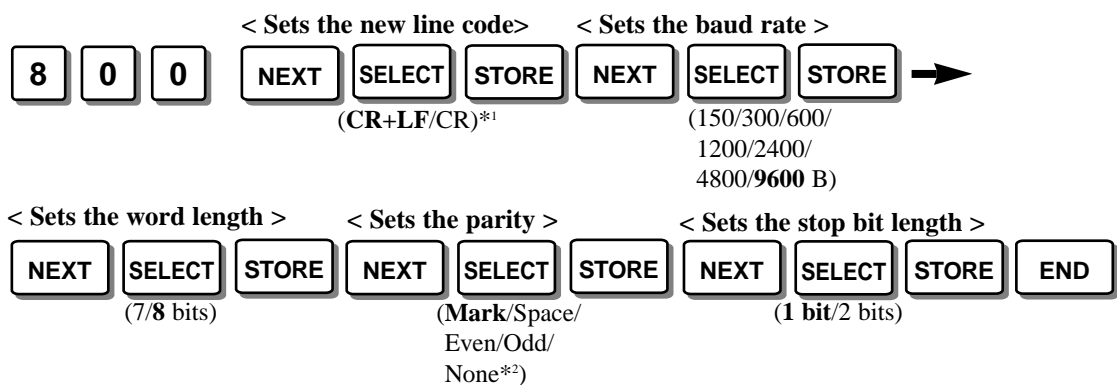 < Sets the new line code> < Sets the baud rate >
8 0 0 NEXT SELECT STORE NEXT SELECT STORE
(CR+LF/CR)*1 (150/300/600/
1200/2400/
4800/9600 B)
< Sets the word length > < Sets the parity > < Sets the stop bit length >
NEXT SELECT STORE NEXT SELECT STORE NEXT SELECT STORE END
(7/8 bits) (Mark/Space/ (1 bit/2 bits)
Even/Odd/
None*2)